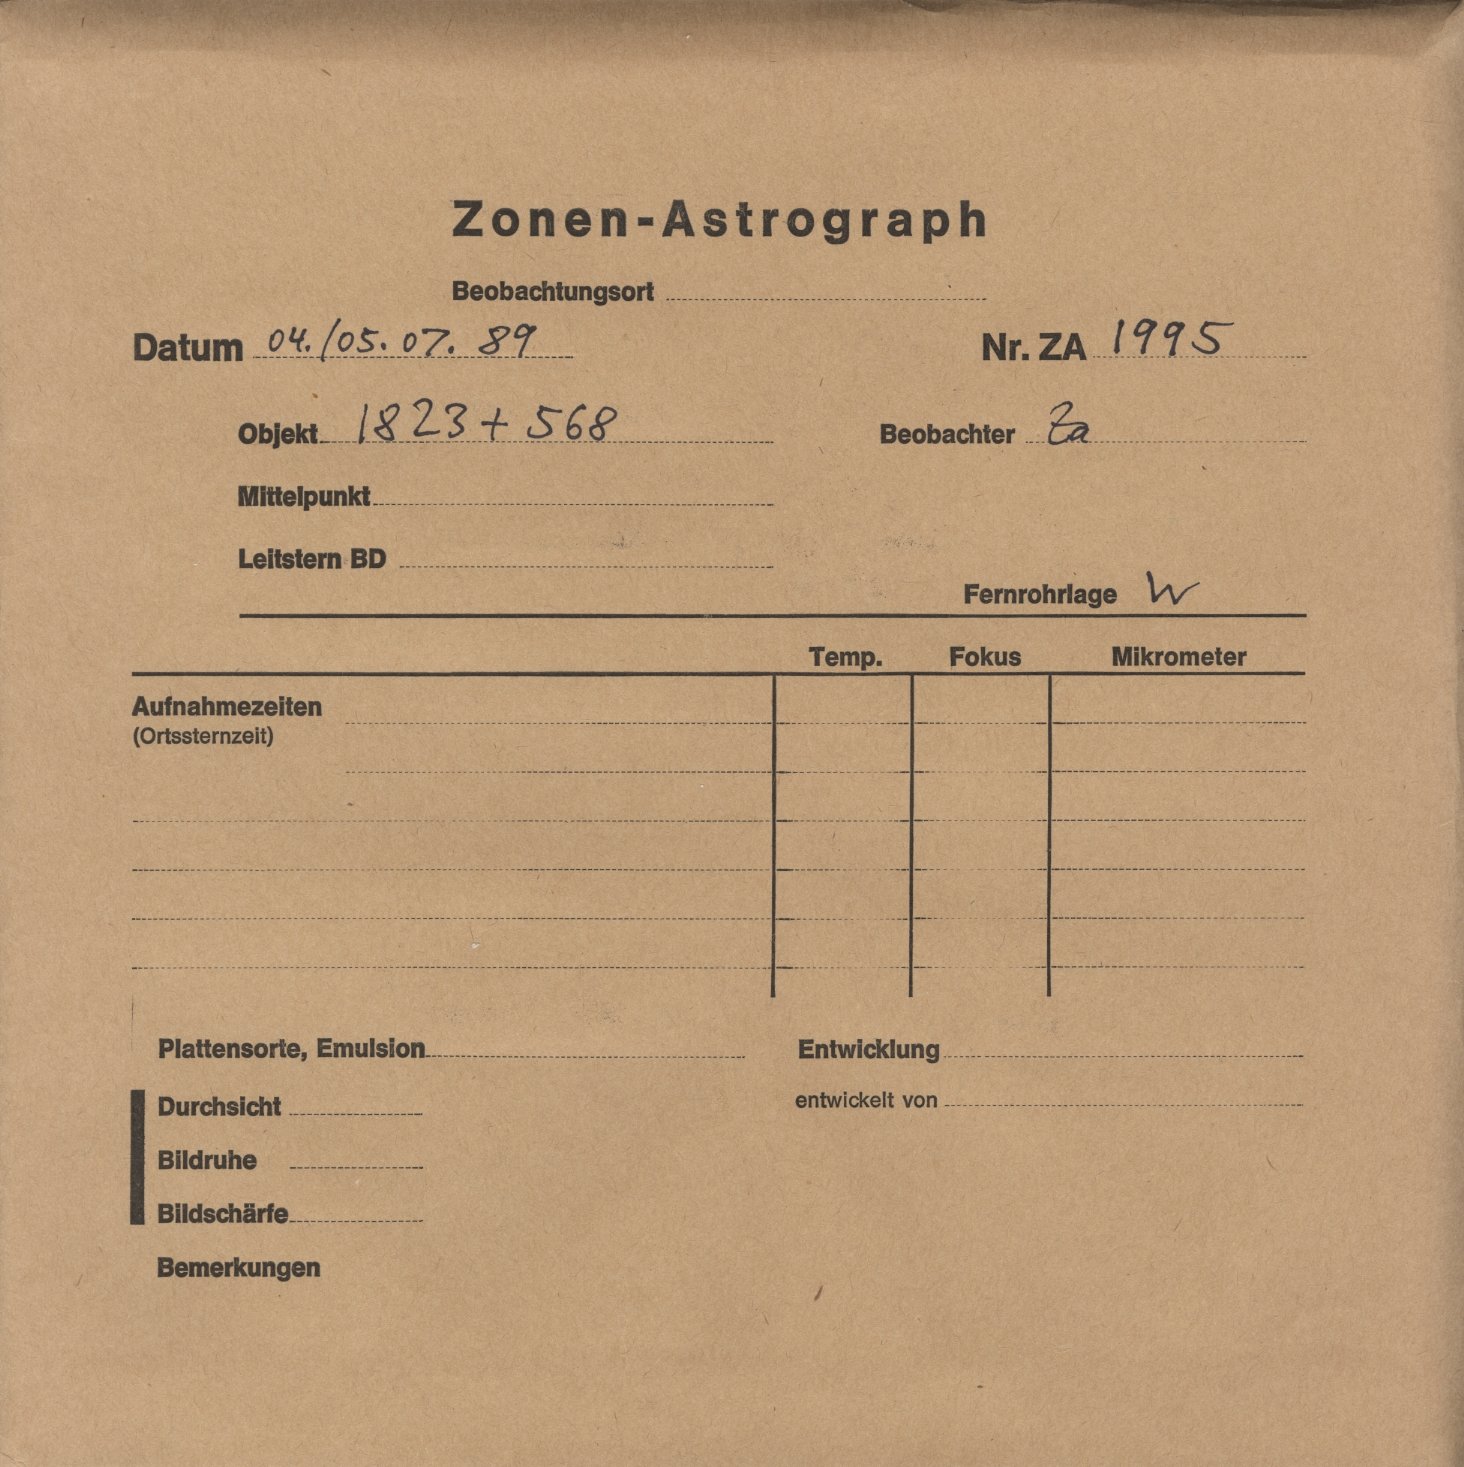 Zonen-Astrograph
Beobachtungsort
Datum 04./05.07.89 Nr. ZA 1995
Objekt 1823+568 Beobachter Za
Mittelpunkt
Leitstern BD
Fernrohrlage W
Temp. Fokus Mikrometer
Aufnahmezeiten
(Ortssternzeit)
Plattensorte, Emulsion Entwicklung
Durchsicht entwickelt von
Bildruhe
Bildschärfe
Bemerkungen